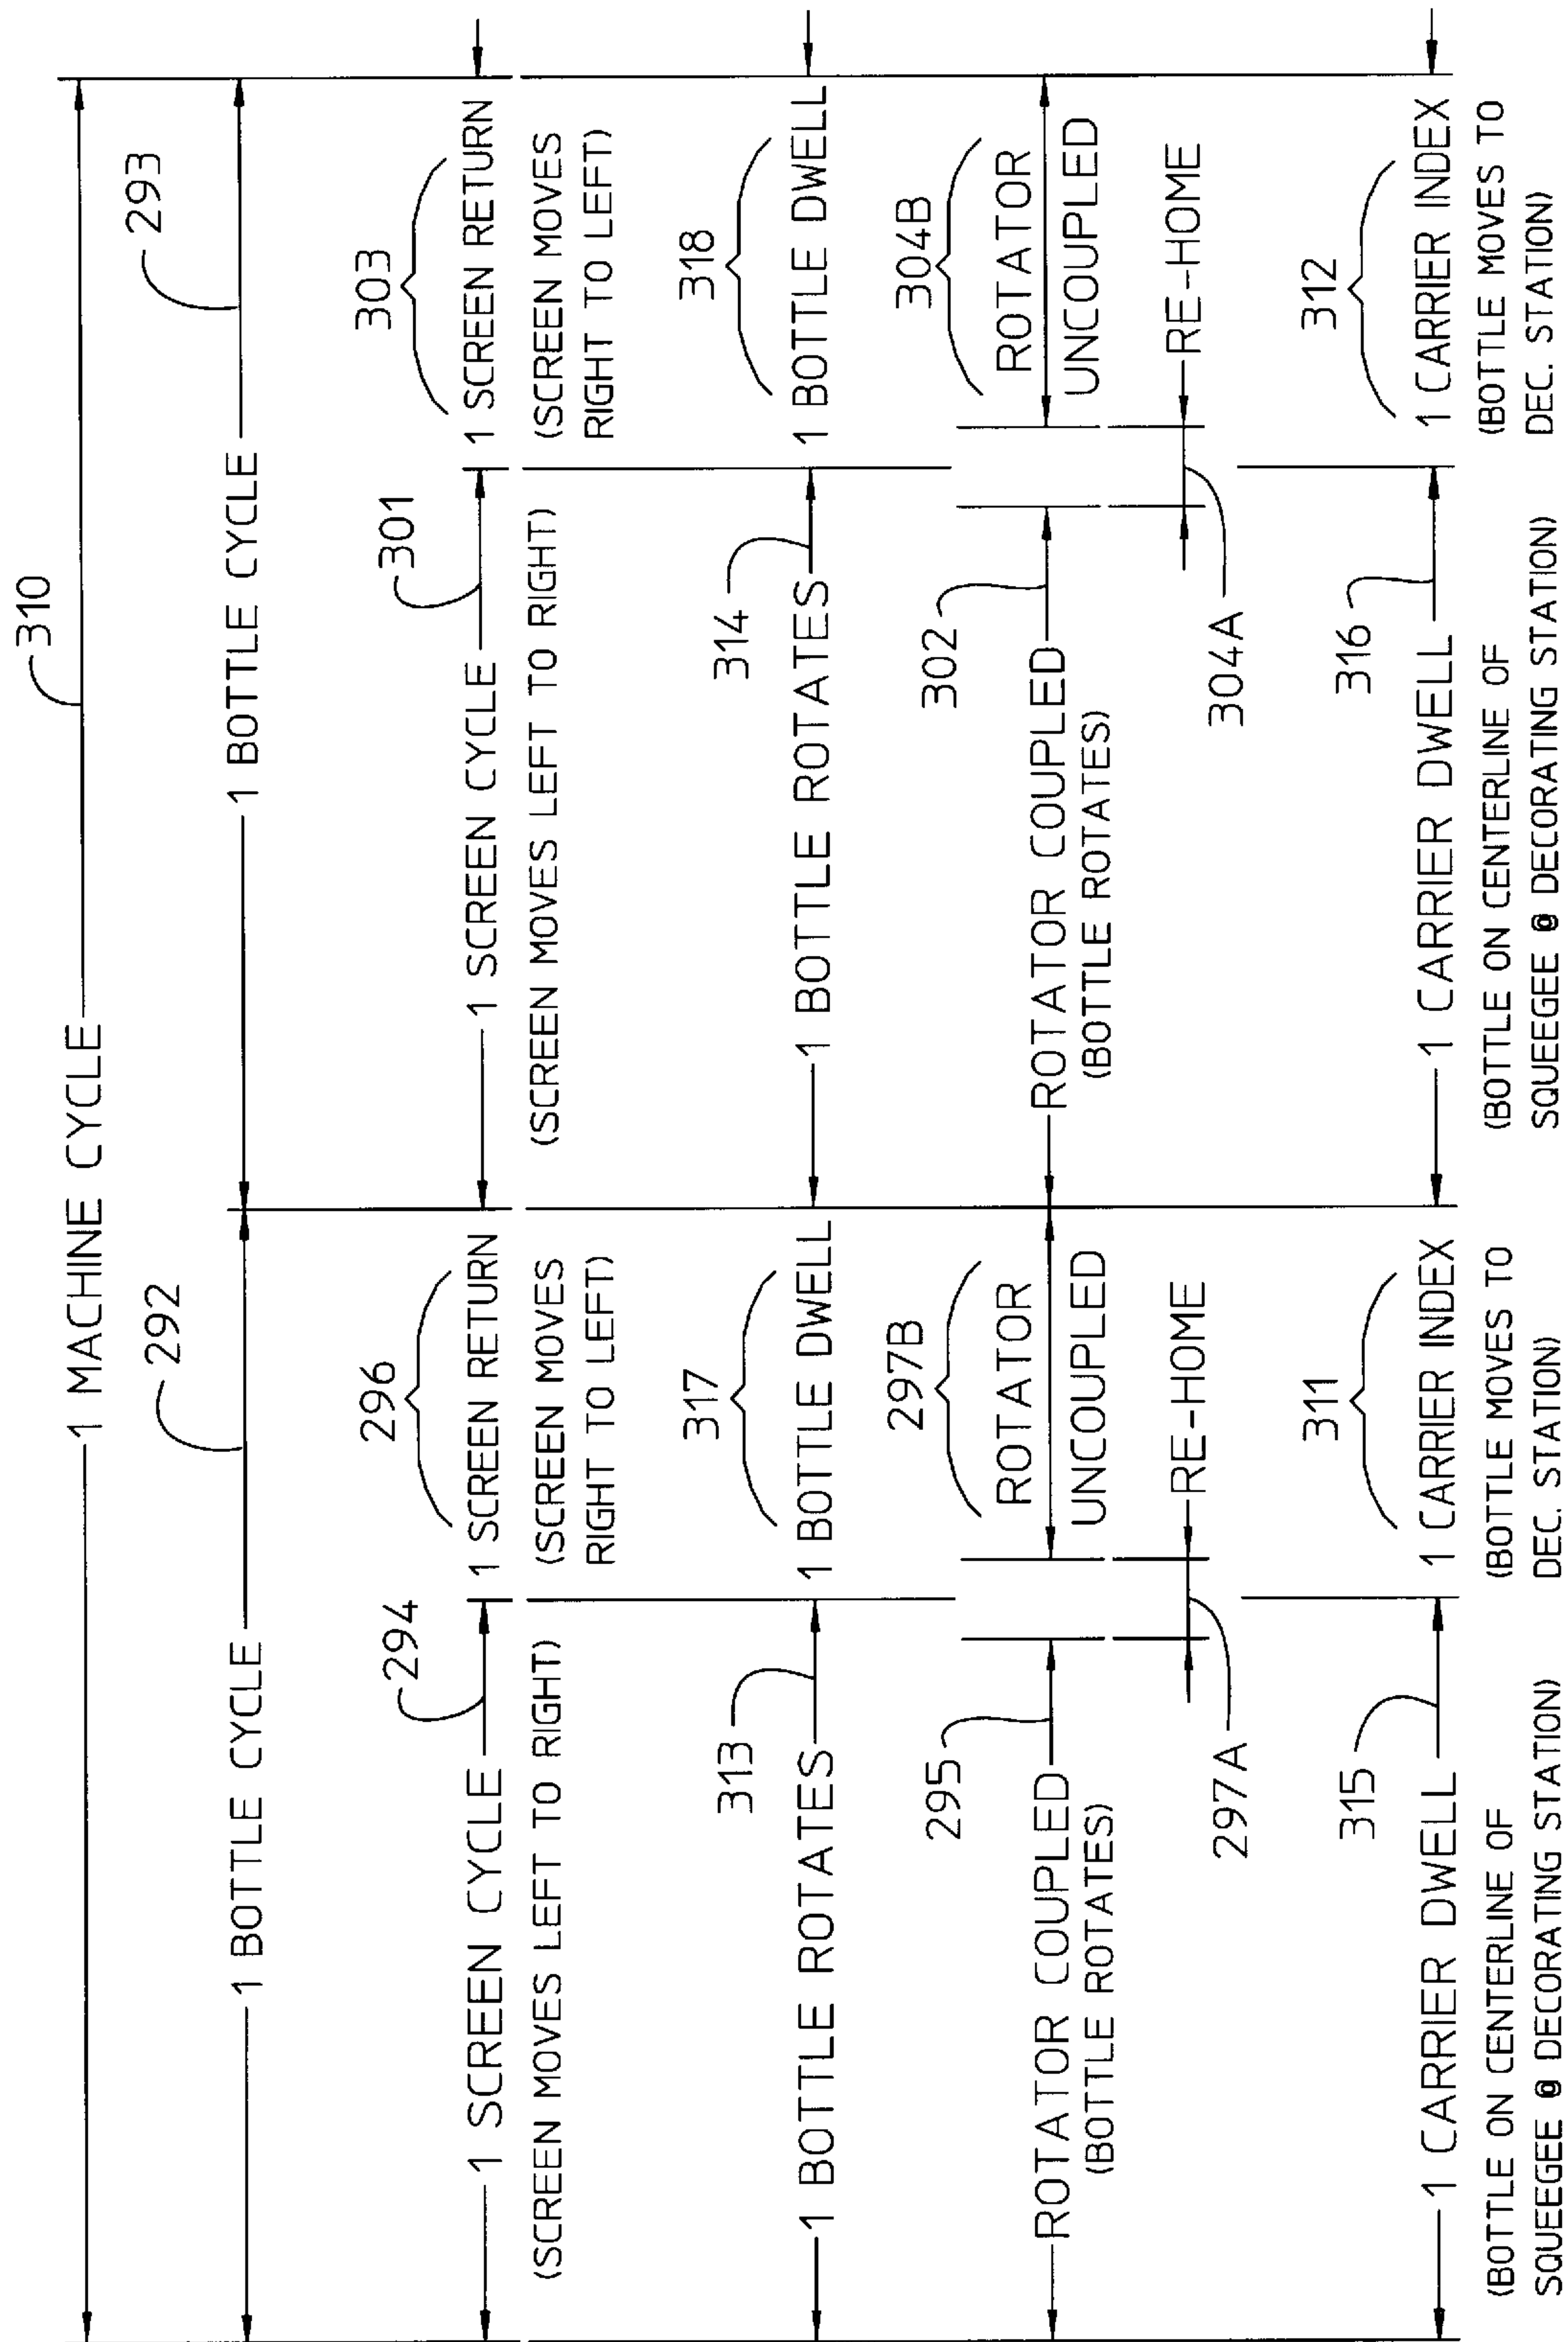 310
1 MACHINE CYCLE
292
293
1 BOTTLE CYCLE
1 BOTTLE CYCLE
294
296
301
303
1 SCREEN CYCLE
1 SCREEN RETURN
1 SCREEN CYCLE
1 SCREEN RETURN
(SCREEN MOVES LEFT TO RIGHT)
(SCREEN MOVES
RIGHT TO LEFT)
(SCREEN MOVES LEFT TO RIGHT)
(SCREEN MOVES
RIGHT TO LEFT)
313
317
314
318
1 BOTTLE ROTATES
1 BOTTLE DWELL
1 BOTTLE ROTATES
1 BOTTLE DWELL
295
297B
302
304B
ROTATOR COUPLED
(BOTTLE ROTATES)
ROTATOR
UNCOUPLED
ROTATOR COUPLED
(BOTTLE ROTATES)
ROTATOR
UNCOUPLED
RE-HOME
RE-HOME
297A
304A
315
311
316
312
1 CARRIER DWELL
1 CARRIER INDEX
1 CARRIER DWELL
1 CARRIER INDEX
(BOTTLE ON CENTERLINE OF
SQUEEGEE @ DECORATING STATION)
(BOTTLE MOVES TO
DEC. STATION)
(BOTTLE ON CENTERLINE OF
SQUEEGEE @ DECORATING STATION)
(BOTTLE MOVES TO
DEC. STATION)